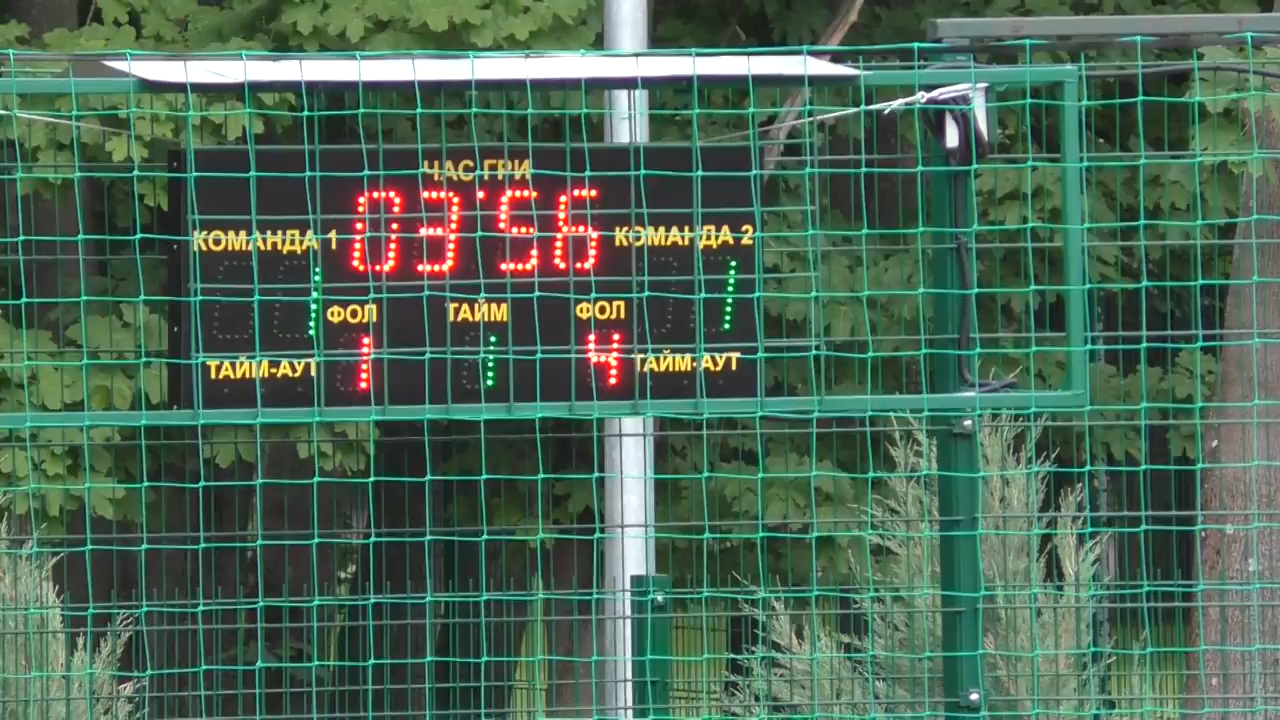 ЧАС ГРИ
КОМАНДА 1 03:56 КОМАНДА 2
1 ФОЛ ТАЙМ ФОЛ 1
ТАЙМ-АУТ 1 1 4 ТАЙМ-АУТ